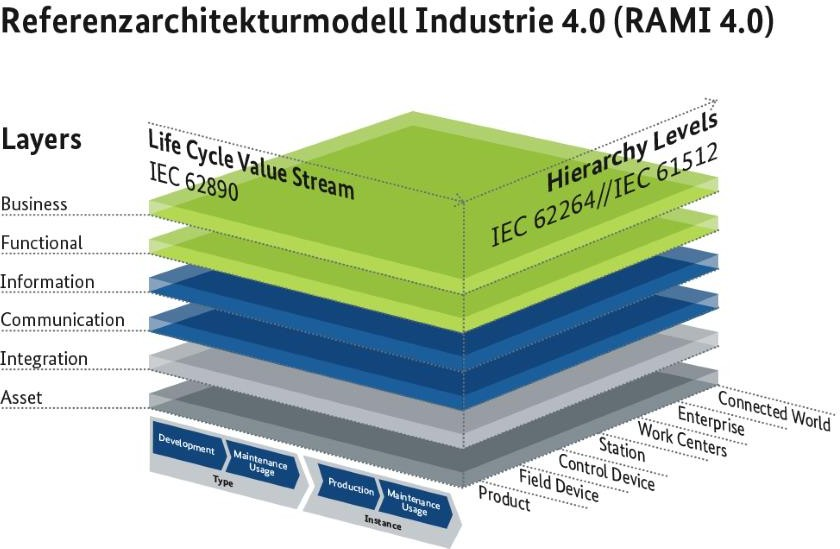 Referenzarchitekturmodell Industrie 4.0 (RAMI 4.0)
Layers
Life Cycle Value Stream
IEC 62890
Hierarchy Levels
IEC 62264//IEC 61512
Business
Functional
Information
Communication
Integration
Asset
Development
Maintenance
Usage
Type
Production
Maintenance
Usage
Instance
Connected World
Enterprise
Work Centers
Station
Control Device
Field Device
Product